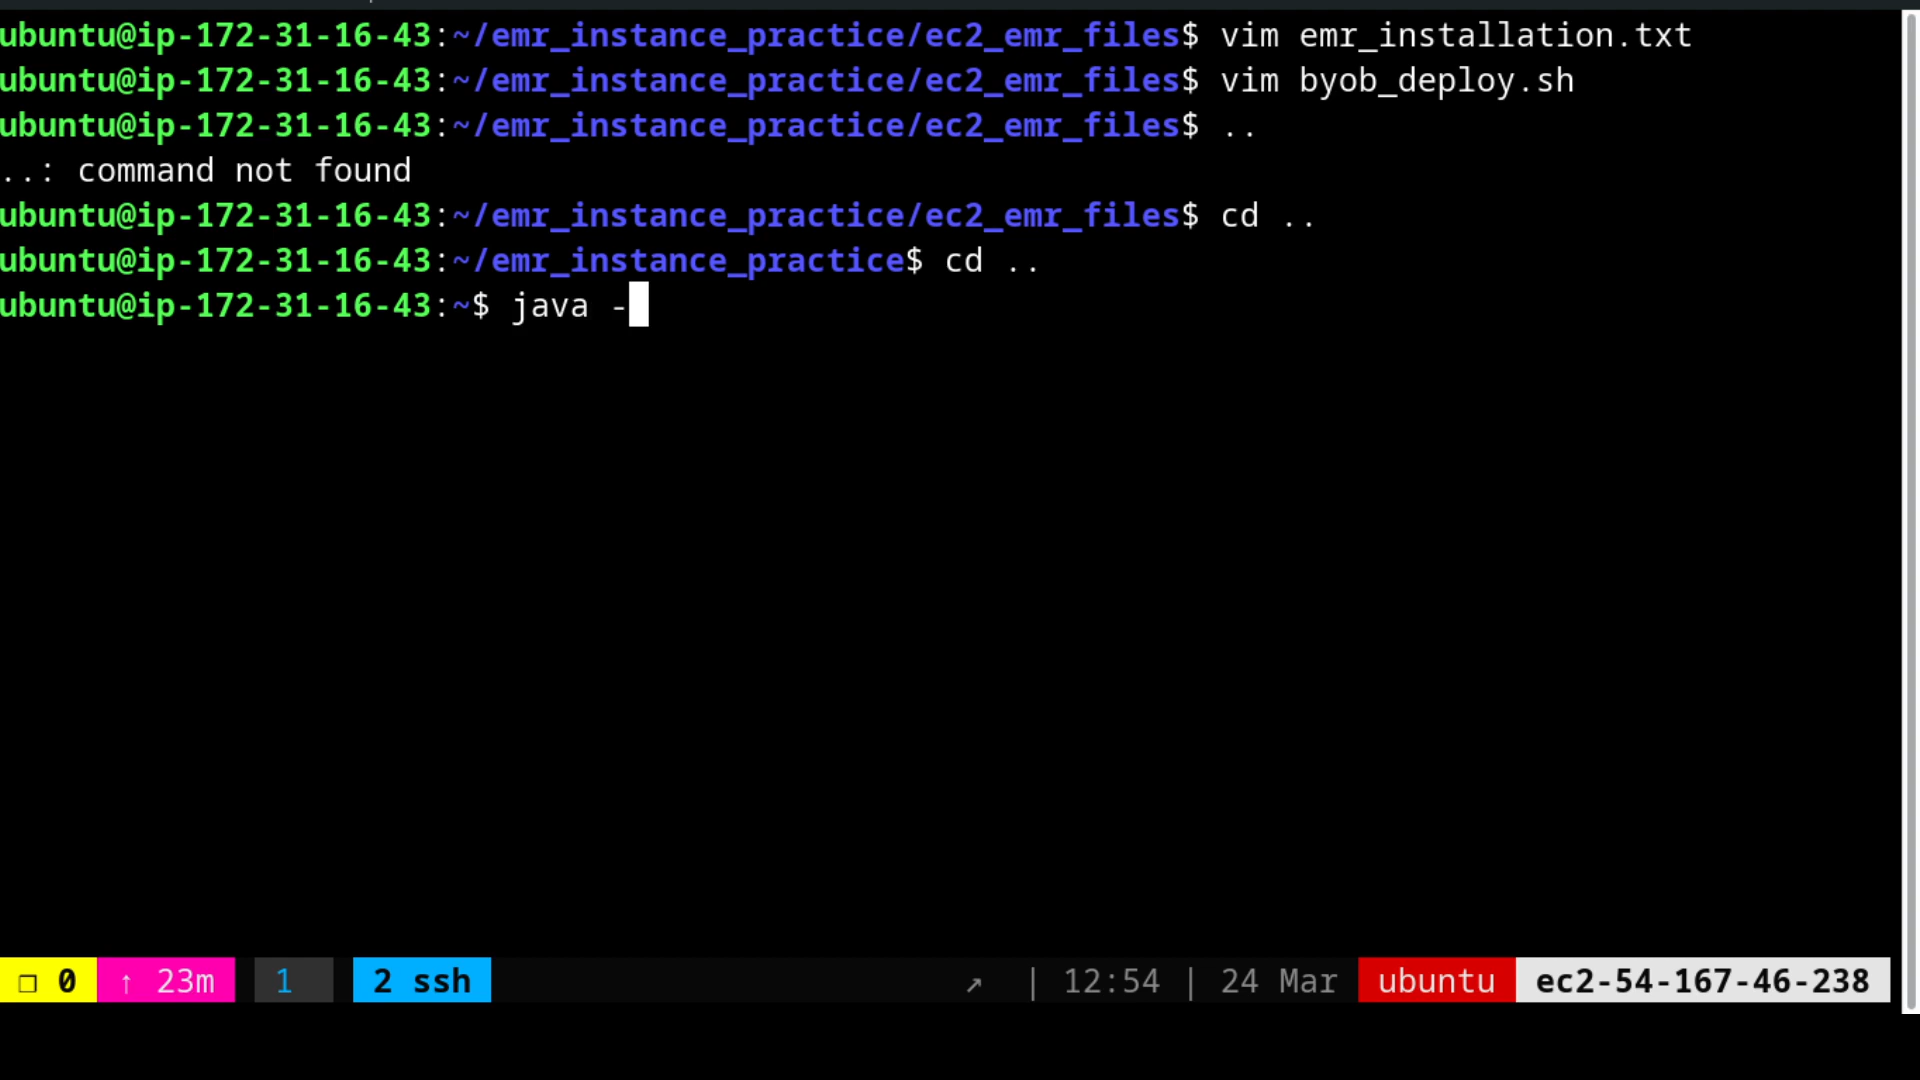 ubuntu@ip-172-31-16-43:~/emr_instance_practice/ec2_emr_files$ vim emr_installation.txt
ubuntu@ip-172-31-16-43:~/emr_instance_practice/ec2_emr_files$ vim byob_deploy.sh
ubuntu@ip-172-31-16-43:~/emr_instance_practice/ec2_emr_files$ ..
..: command not found
ubuntu@ip-172-31-16-43:~/emr_instance_practice/ec2_emr_files$ cd ..
ubuntu@ip-172-31-16-43:~/emr_instance_practice$ cd ..
ubuntu@ip-172-31-16-43:~$ java -
❐ 0 ↑ 23m 1 2 ssh ↗ | 12:54 | 24 Mar ubuntu ec2-54-167-46-238